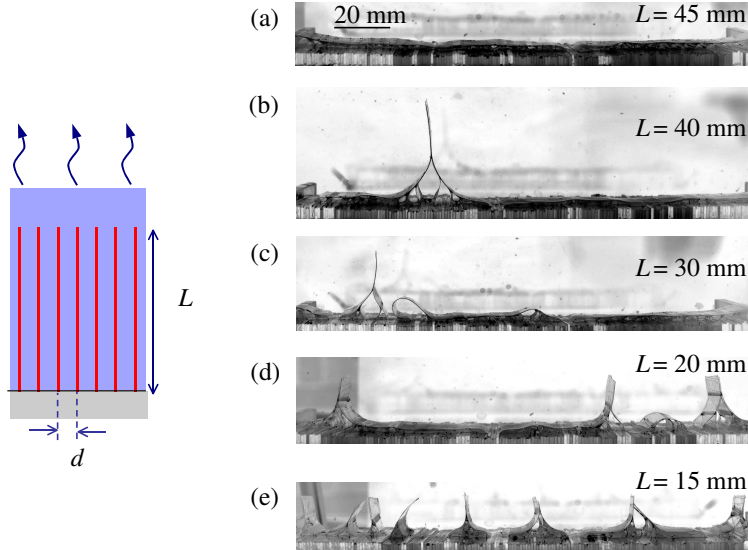 (a)
20 mm
L = 45 mm
(b)
L = 40 mm
(c)
L = 30 mm
L
(d)
L = 20 mm
d
(e)
L = 15 mm